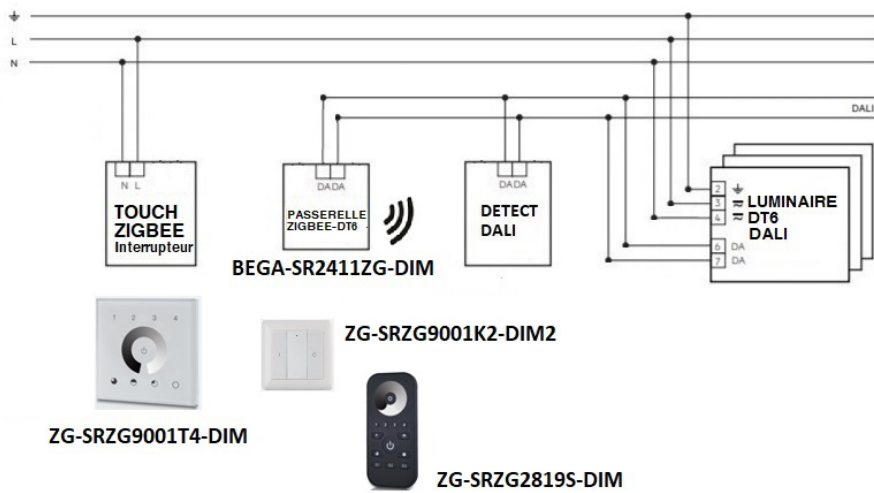 L
N
DALI
N L
TOUCH
ZIGBEE
Interrupteur
DA DA
PASSERELLE
ZIGBEE-DT6
BEGA-SR2411ZG-DIM
DA DA
DETECT
DALI
2
3
4
6 DA
7 DA
LUMINAIRE
DT6
DALI
1 2 3 4
ZG-SRZG9001T4-DIM
ZG-SRZG9001K2-DIM2
ZG-SRZG2819S-DIM